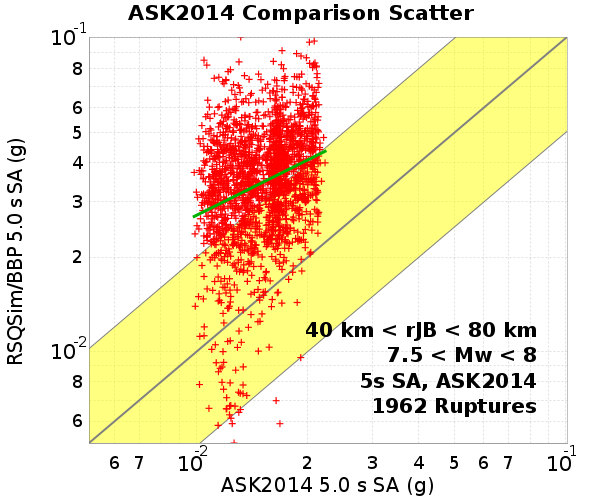 ASK2014 Comparison Scatter
10-1
8
6
5
4
3
2
10-2
8
6
RSQSim/BBP 5.0 s SA (g)
40 km < rJB < 80 km
7.5 < Mw < 8
5s SA, ASK2014
1962 Ruptures
6 7 10-2 2 3 4 5 6 7 10-1
ASK2014 5.0 s SA (g)